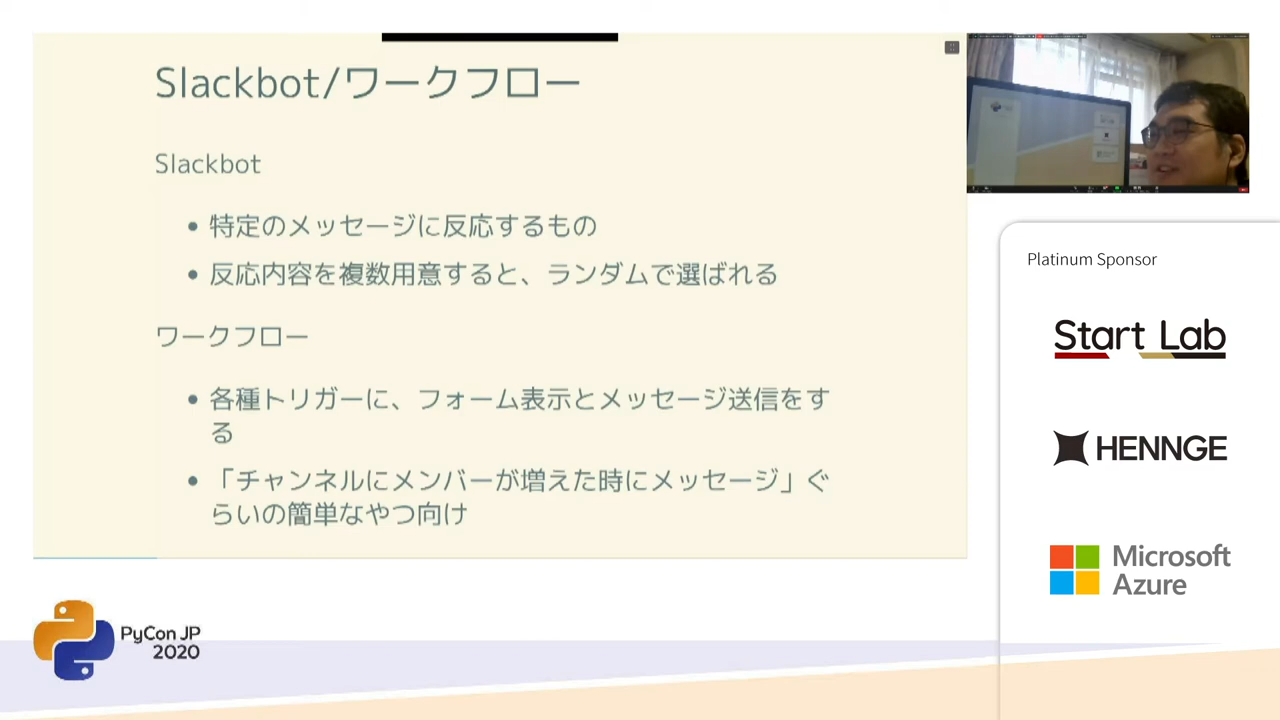 Slackbot/ワークフロー
Slackbot
• 特定のメッセージに反応するもの
• 反応内容を複数用意すると、ランダムで選ばれる
ワークフロー
• 各種トリガーに、フォーム表示とメッセージ送信をす
る
• 「チャンネルにメンバーが増えた時にメッセージ」ぐ
らいの簡単なやつ向け
Platinum Sponsor
Start Lab
HENNGE
Microsoft
Azure
PyCon JP
2020